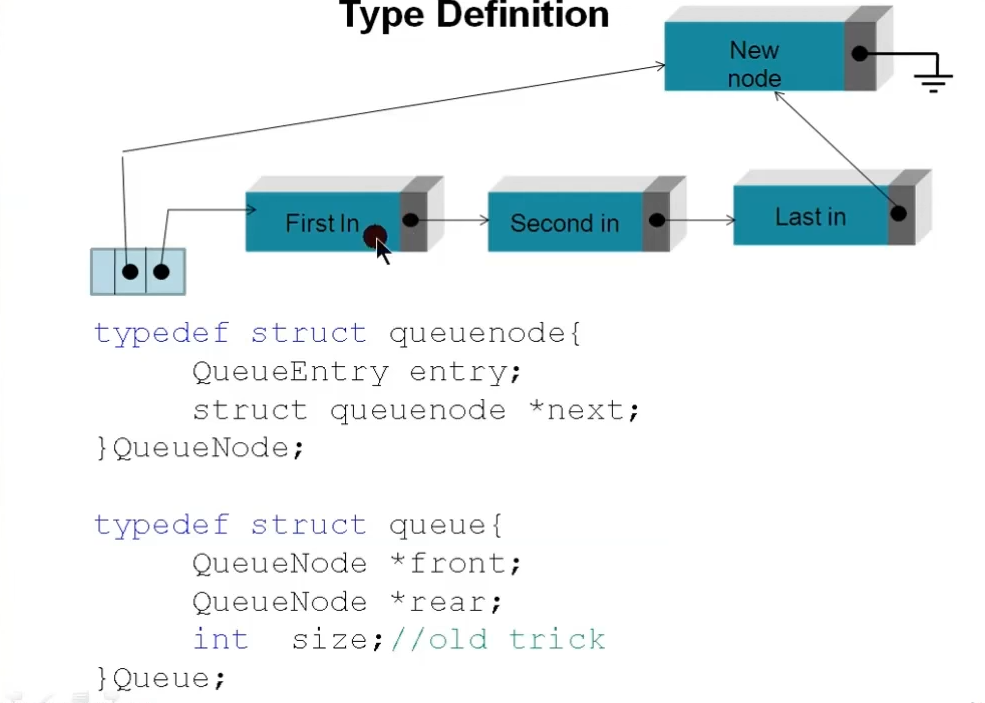 Type Definition
New
node
First In
Second in
Last in
typedef struct queuenode{
QueueEntry entry;
struct queuenode *next;
}QueueNode;
typedef struct queue{
QueueNode *front;
QueueNode *rear;
int size;//old trick
}Queue;